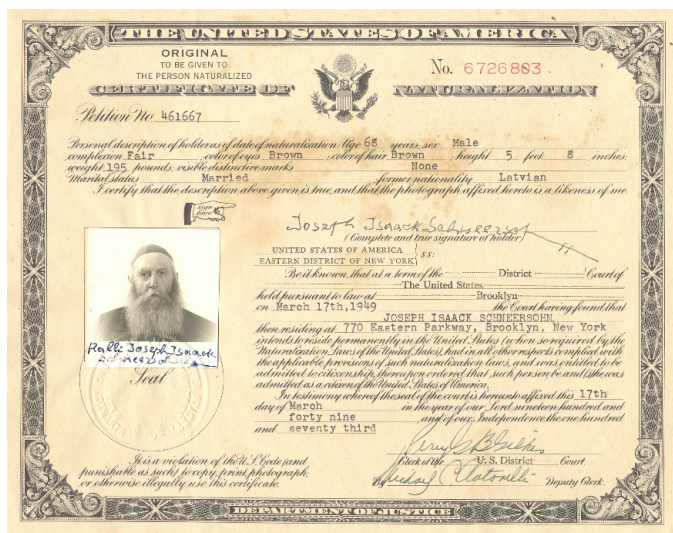 THE UNITED STATES OF AMERICA
ORIGINAL
TO BE GIVEN TO
THE PERSON NATURALIZED
No. 6726803
CERTIFICATE OF NATURALIZATION
Petition No 461667
Personal description of holder as of date of naturalization: Age 68 years; sex Male
complexion Fair color of eyes Brown color of hair Brown height 5 feet 8 inches;
weight 195 pounds; visible distinctive marks None
Marital status Married former nationality Latvian
I certify that the description above given is true, and that the photograph affixed hereto is a likeness of me.
sign here
Joseph Isaack Schneersohn
(Complete and true signature of holder)
UNITED STATES OF AMERICA
EASTERN DISTRICT OF NEW YORK ss:
Be it known, that at a term of the District Court of
The United States
held pursuant to law at Brooklyn
on March 17th, 1949 the Court having found that
JOSEPH ISAACK SCHNEERSOHN,
then residing at 770 Eastern Parkway, Brooklyn, New York
intends to reside permanently in the United States (when so required by the
Naturalization Laws of the United States), had in all other respects complied with
the applicable provisions of such naturalization laws, and was entitled to be
admitted to citizenship, thereupon ordered that such person be and (s)he was
admitted as a citizen of the United States of America.
In testimony whereof the seal of the court is hereunto affixed this 17th
day of March in the year of our Lord nineteen hundred and
forty nine and of our Independence the one hundred
and seventy third
Rabbi Joseph Isaack
Schneersohn
Seal
Percy G B Gilkes
Clerk of the U. S. District Court.
By Deputy Clerk.
It is a violation of the U.S. Code (and
punishable as such) to copy, print, photograph,
or otherwise illegally use this certificate.
DEPARTMENT OF JUSTICE